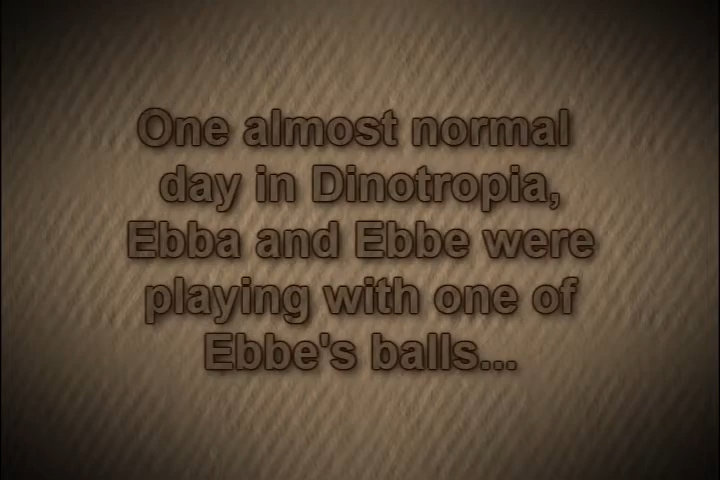 One almost normal
day in Dinotropia,
Ebba and Ebbe were
playing with one of
Ebbe's balls...